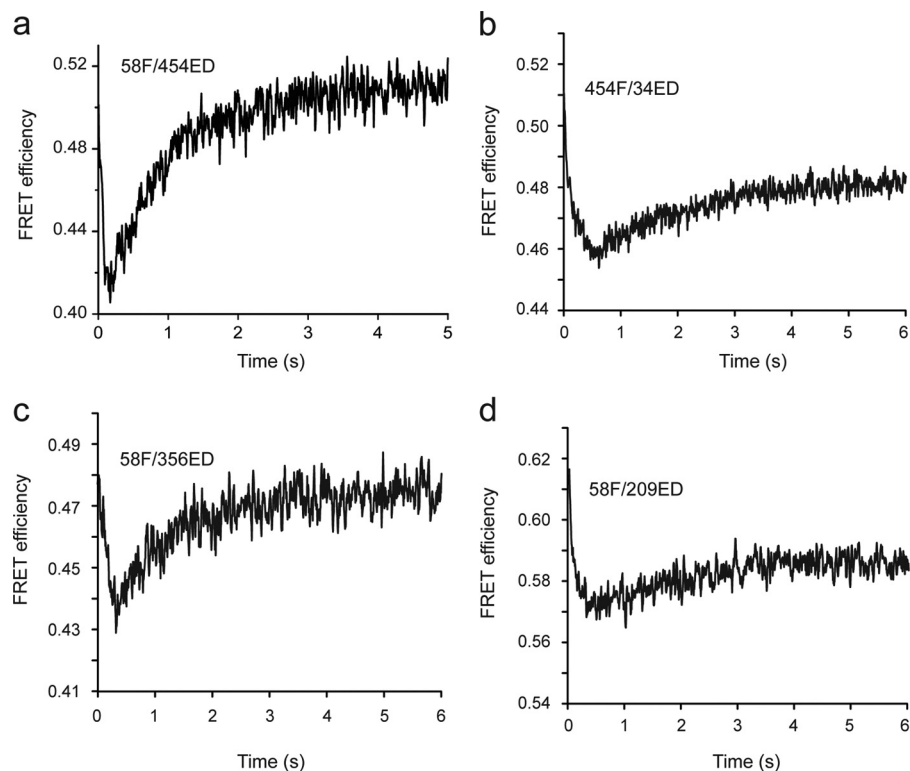 a
58F/454ED
FRET efficiency
0.52
0.48
0.44
0.40
0 1 2 3 4 5
Time (s)
b
454F/34ED
FRET efficiency
0.52
0.50
0.48
0.46
0.44
0 1 2 3 4 5 6
Time (s)
c
58F/356ED
FRET efficiency
0.49
0.47
0.45
0.43
0.41
0 1 2 3 4 5 6
Time (s)
d
58F/209ED
FRET efficiency
0.62
0.60
0.58
0.56
0.54
0 1 2 3 4 5 6
Time (s)